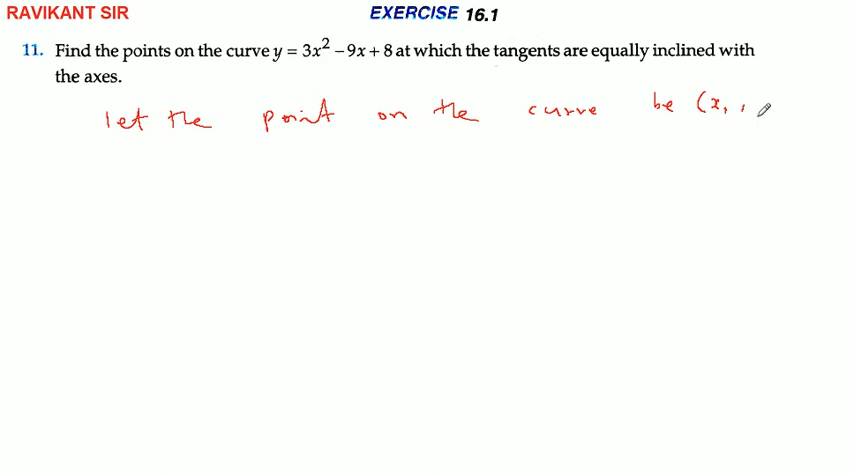 RAVIKANT SIR
EXERCISE 16.1
11. Find the points on the curve y = 3x² – 9x + 8 at which the tangents are equally inclined with
the axes.
let the point on the curve be (x₁ ,